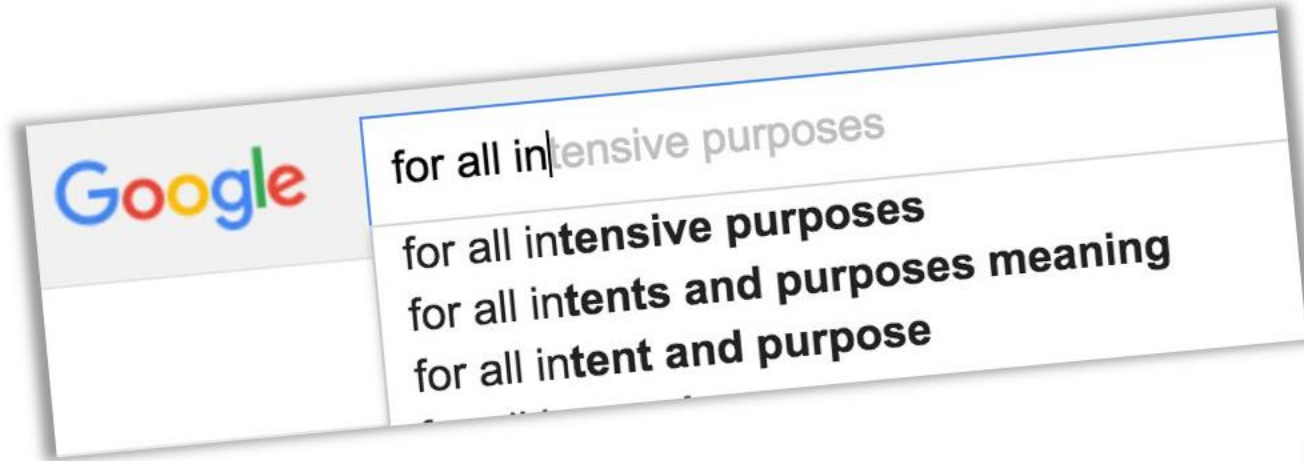 Google
for all intensive purposes
for all intensive purposes
for all intents and purposes meaning
for all intent and purpose